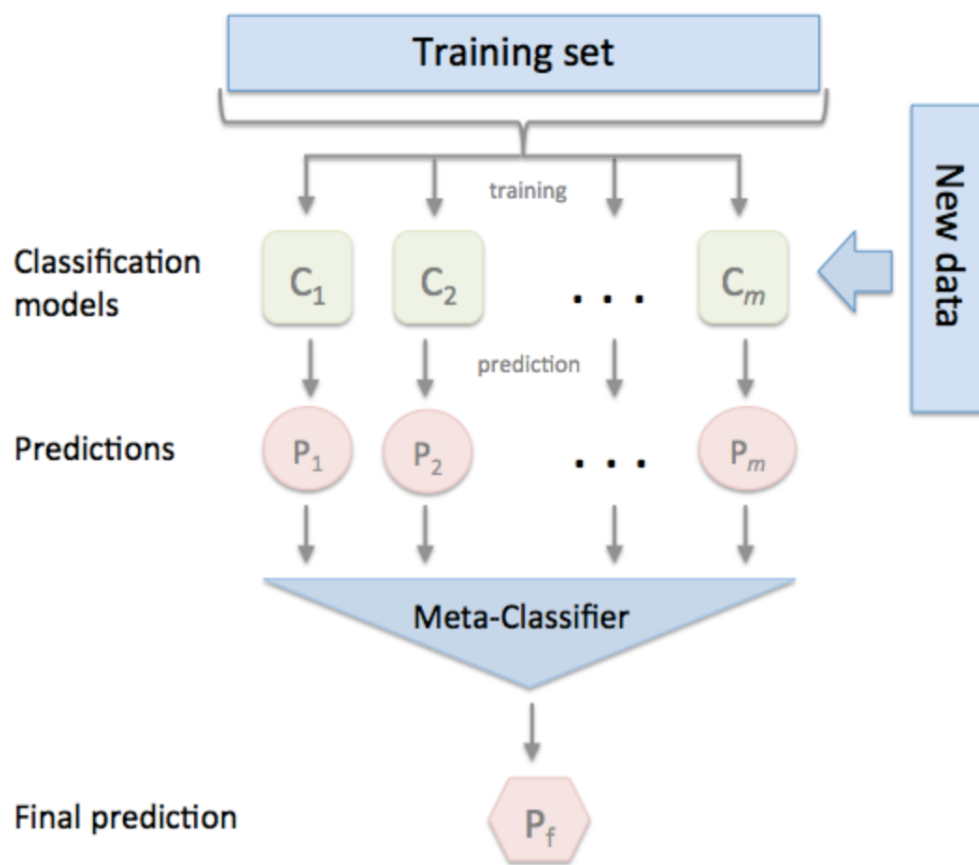 Training set
training
New data
Classification
models
C1 C2 . . . Cm
prediction
Predictions
P1 P2 . . . Pm
Meta-Classifier
Final prediction
Pf